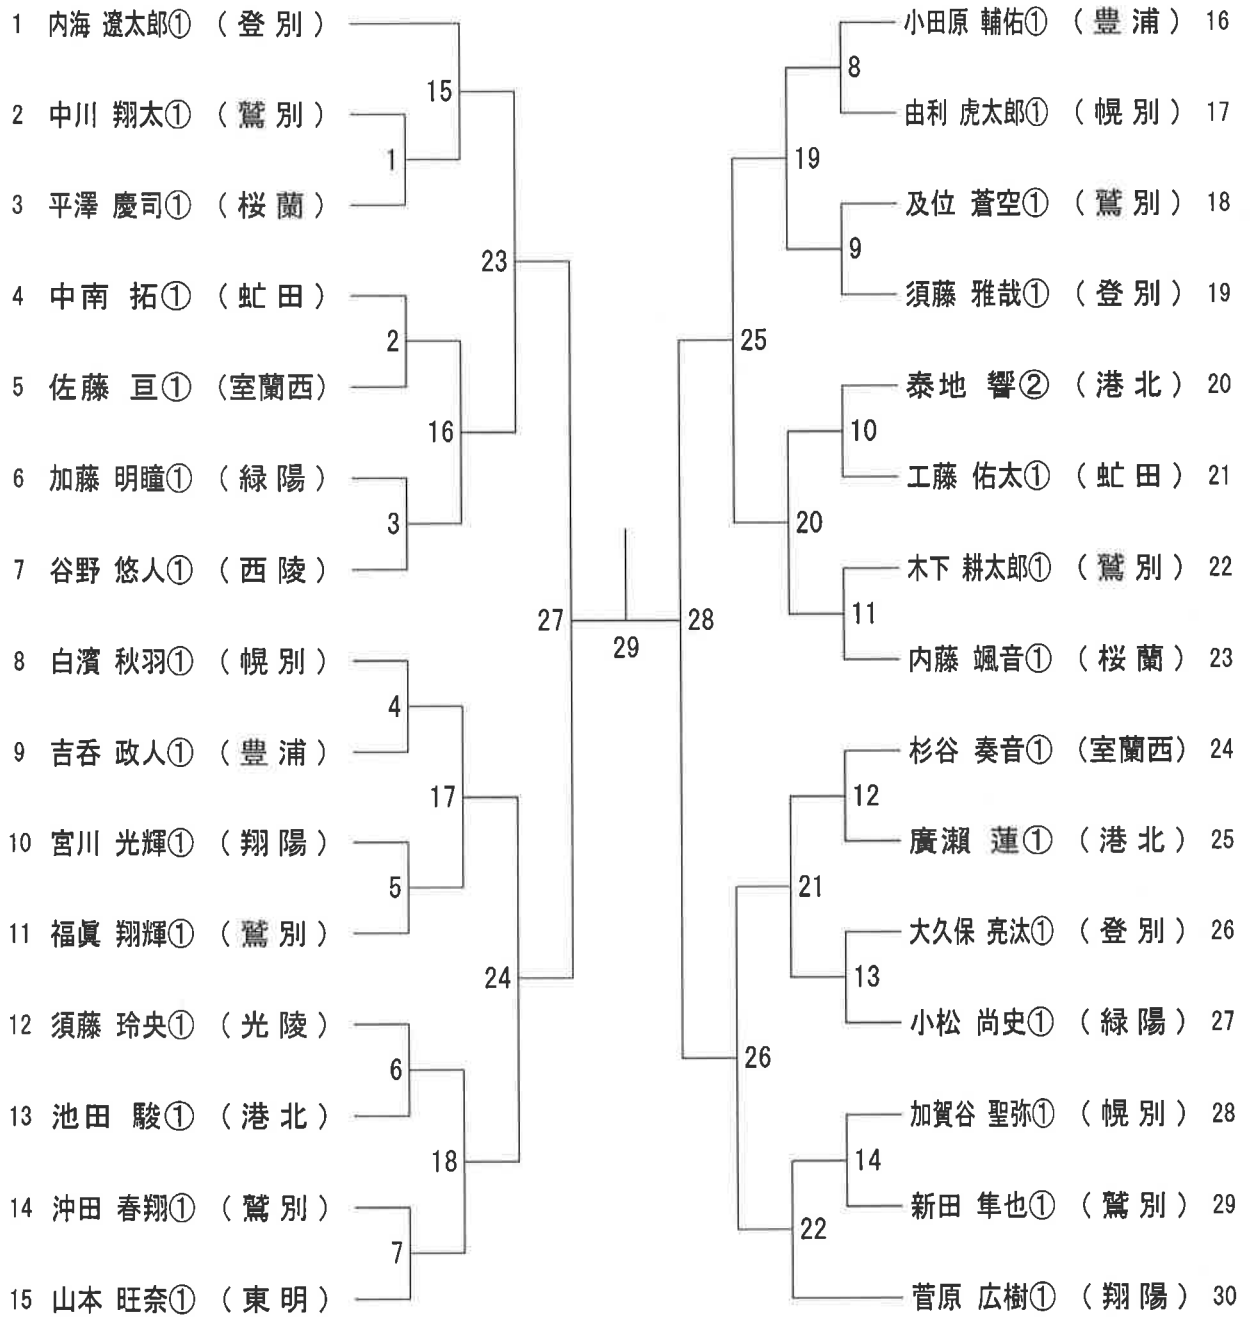 1 内海 遼太郎① （登別）
2 中川 翔太① （鷲別）
3 平澤 慶司① （桜蘭）
4 中南 拓① （虻田）
5 佐藤 亘① （室蘭西）
6 加藤 明瞳① （緑陽）
7 谷野 悠人① （西陵）
8 白濱 秋羽① （幌別）
9 吉呑 政人① （豊浦）
10 宮川 光輝① （翔陽）
11 福眞 翔輝① （鷲別）
12 須藤 玲央① （光陵）
13 池田 駿① （港北）
14 沖田 春翔① （鷲別）
15 山本 旺奈① （東明）
15
1
23
2
16
3
27
4
17
5
24
6
18
7
29
28
8
19
9
25
10
20
11
12
21
13
26
14
22
小田原 輔佑① （豊浦） 16
由利 虎太郎① （幌別） 17
及位 蒼空① （鷲別） 18
須藤 雅哉① （登別） 19
泰地 響② （港北） 20
工藤 佑太① （虻田） 21
木下 耕太郎① （鷲別） 22
内藤 颯音① （桜蘭） 23
杉谷 奏音① （室蘭西） 24
廣瀬 蓮① （港北） 25
大久保 亮汰① （登別） 26
小松 尚史① （緑陽） 27
加賀谷 聖弥① （幌別） 28
新田 隼也① （鷲別） 29
菅原 広樹① （翔陽） 30